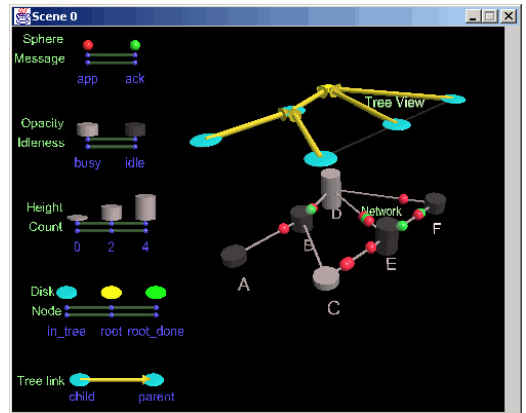 Scene 0
Sphere
Message
app ack
Opacity
Idleness
busy idle
Height
Count
0 2 4
Disk
Node
in_tree root root_done
Tree link
child parent
Tree View
D
Network
F
B
E
A
C